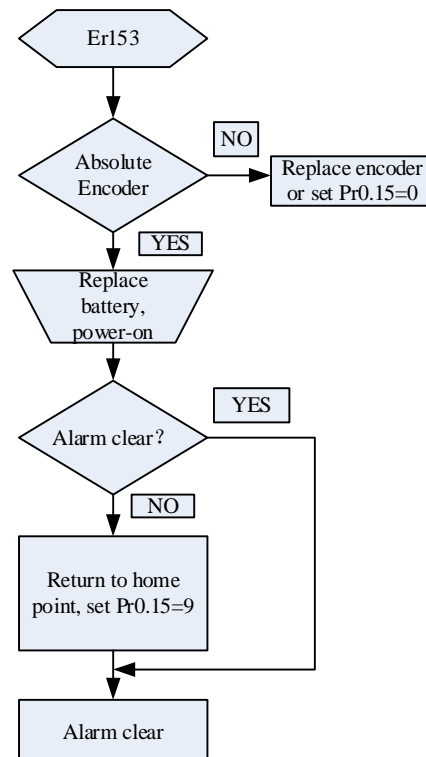 Er153
NO
Absolute
Encoder
Replace encoder
or set Pr0.15=0
YES
Replace
battery,
power-on
YES
Alarm clear？
NO
Return to home
point, set Pr0.15=9
Alarm clear